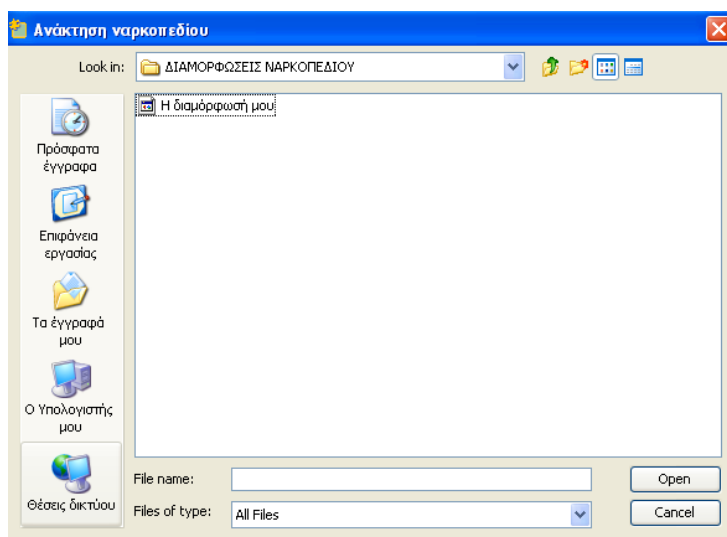 Ανάκτηση ναρκοπεδίου
Look in:
ΔΙΑΜΟΡΦΩΣΕΙΣ ΝΑΡΚΟΠΕΔΙΟΥ
Η διαμόρφωσή μου
Πρόσφατα
έγγραφα
Επιφάνεια
εργασίας
Τα έγγραφά
μου
Ο Υπολογιστής
μου
Θέσεις δικτύου
File name:
Open
Files of type:
All Files
Cancel